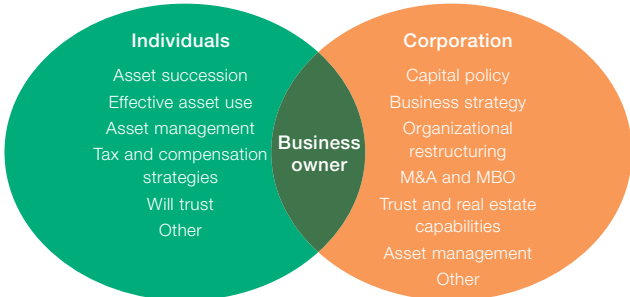 Individuals
Asset succession
Effective asset use
Asset management
Tax and compensation
strategies
Will trust
Other
Business
owner
Corporation
Capital policy
Business strategy
Organizational
restructuring
M&A and MBO
Trust and real estate
capabilities
Asset management
Other